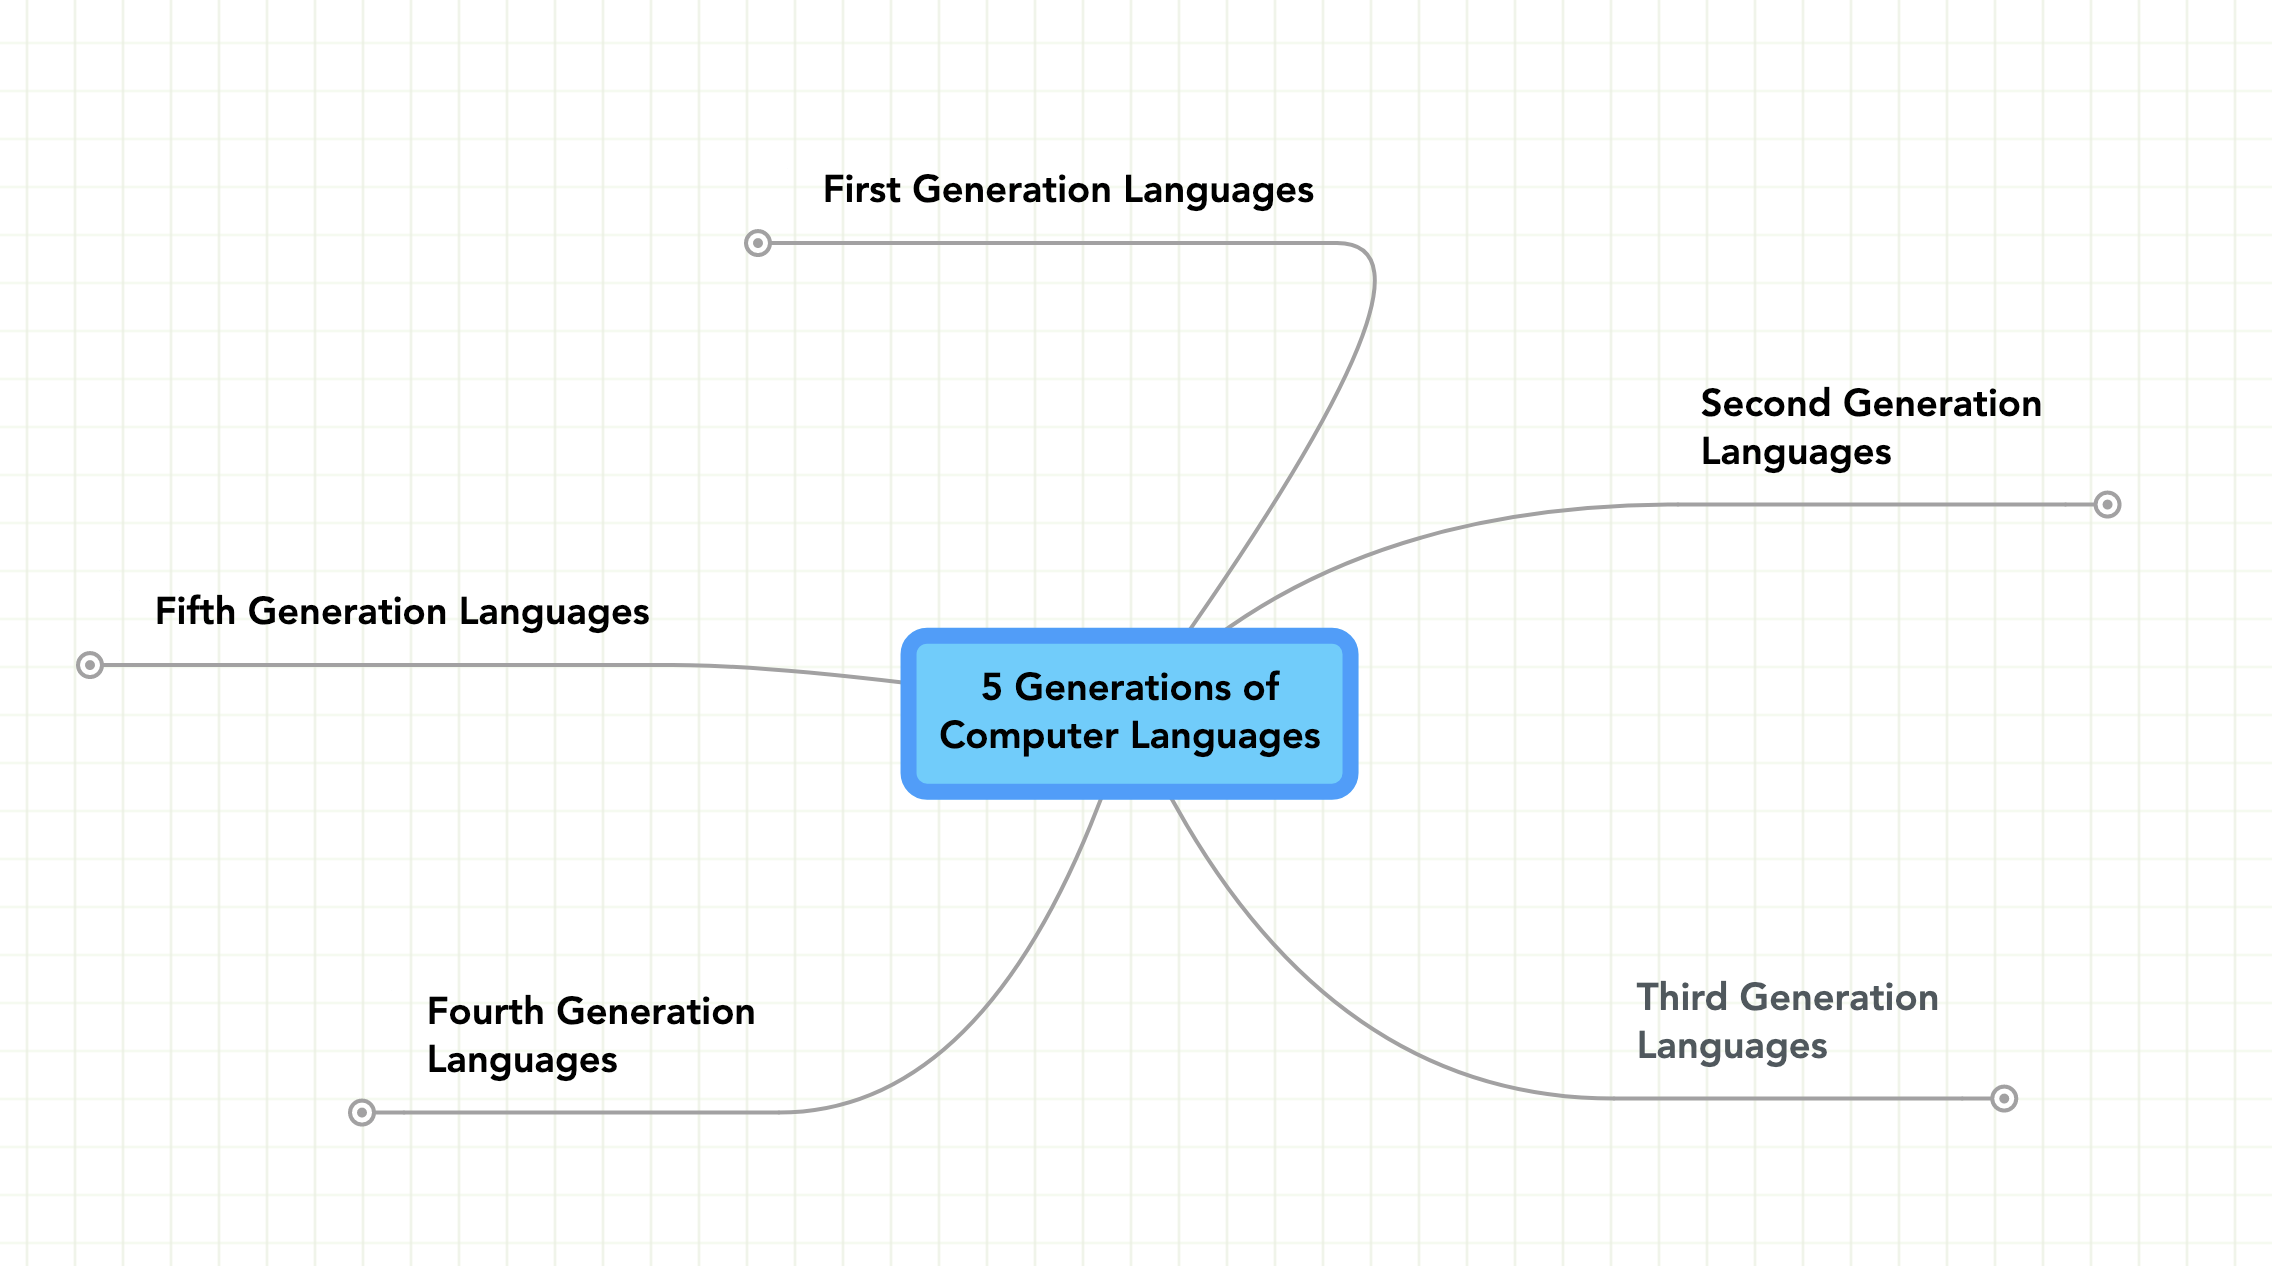 First Generation Languages
Second Generation
Languages
Fifth Generation Languages
5 Generations of
Computer Languages
Third Generation
Languages
Fourth Generation
Languages